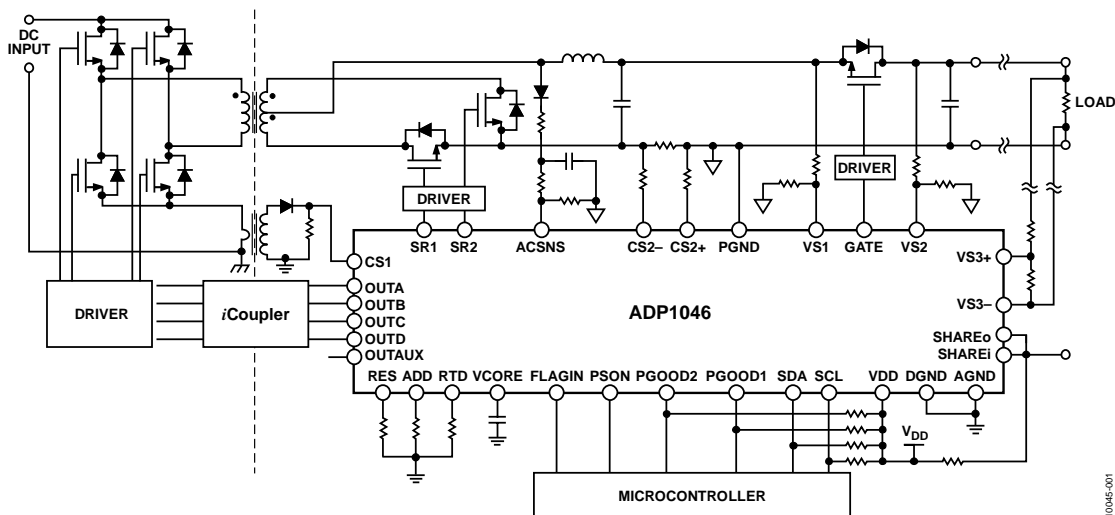 DC
INPUT
LOAD
DRIVER
DRIVER
SR1 SR2 ACSNS CS2– CS2+ PGND VS1 GATE VS2
VS3+
CS1
DRIVER
iCoupler
OUTA
OUTB
OUTC
OUTD
OUTAUX
ADP1046
VS3–
SHAREo
SHAREi
RES ADD RTD VCORE FLAGIN PSON PGOOD2 PGOOD1 SDA SCL VDD DGND AGND
VDD
MICROCONTROLLER
10045-001